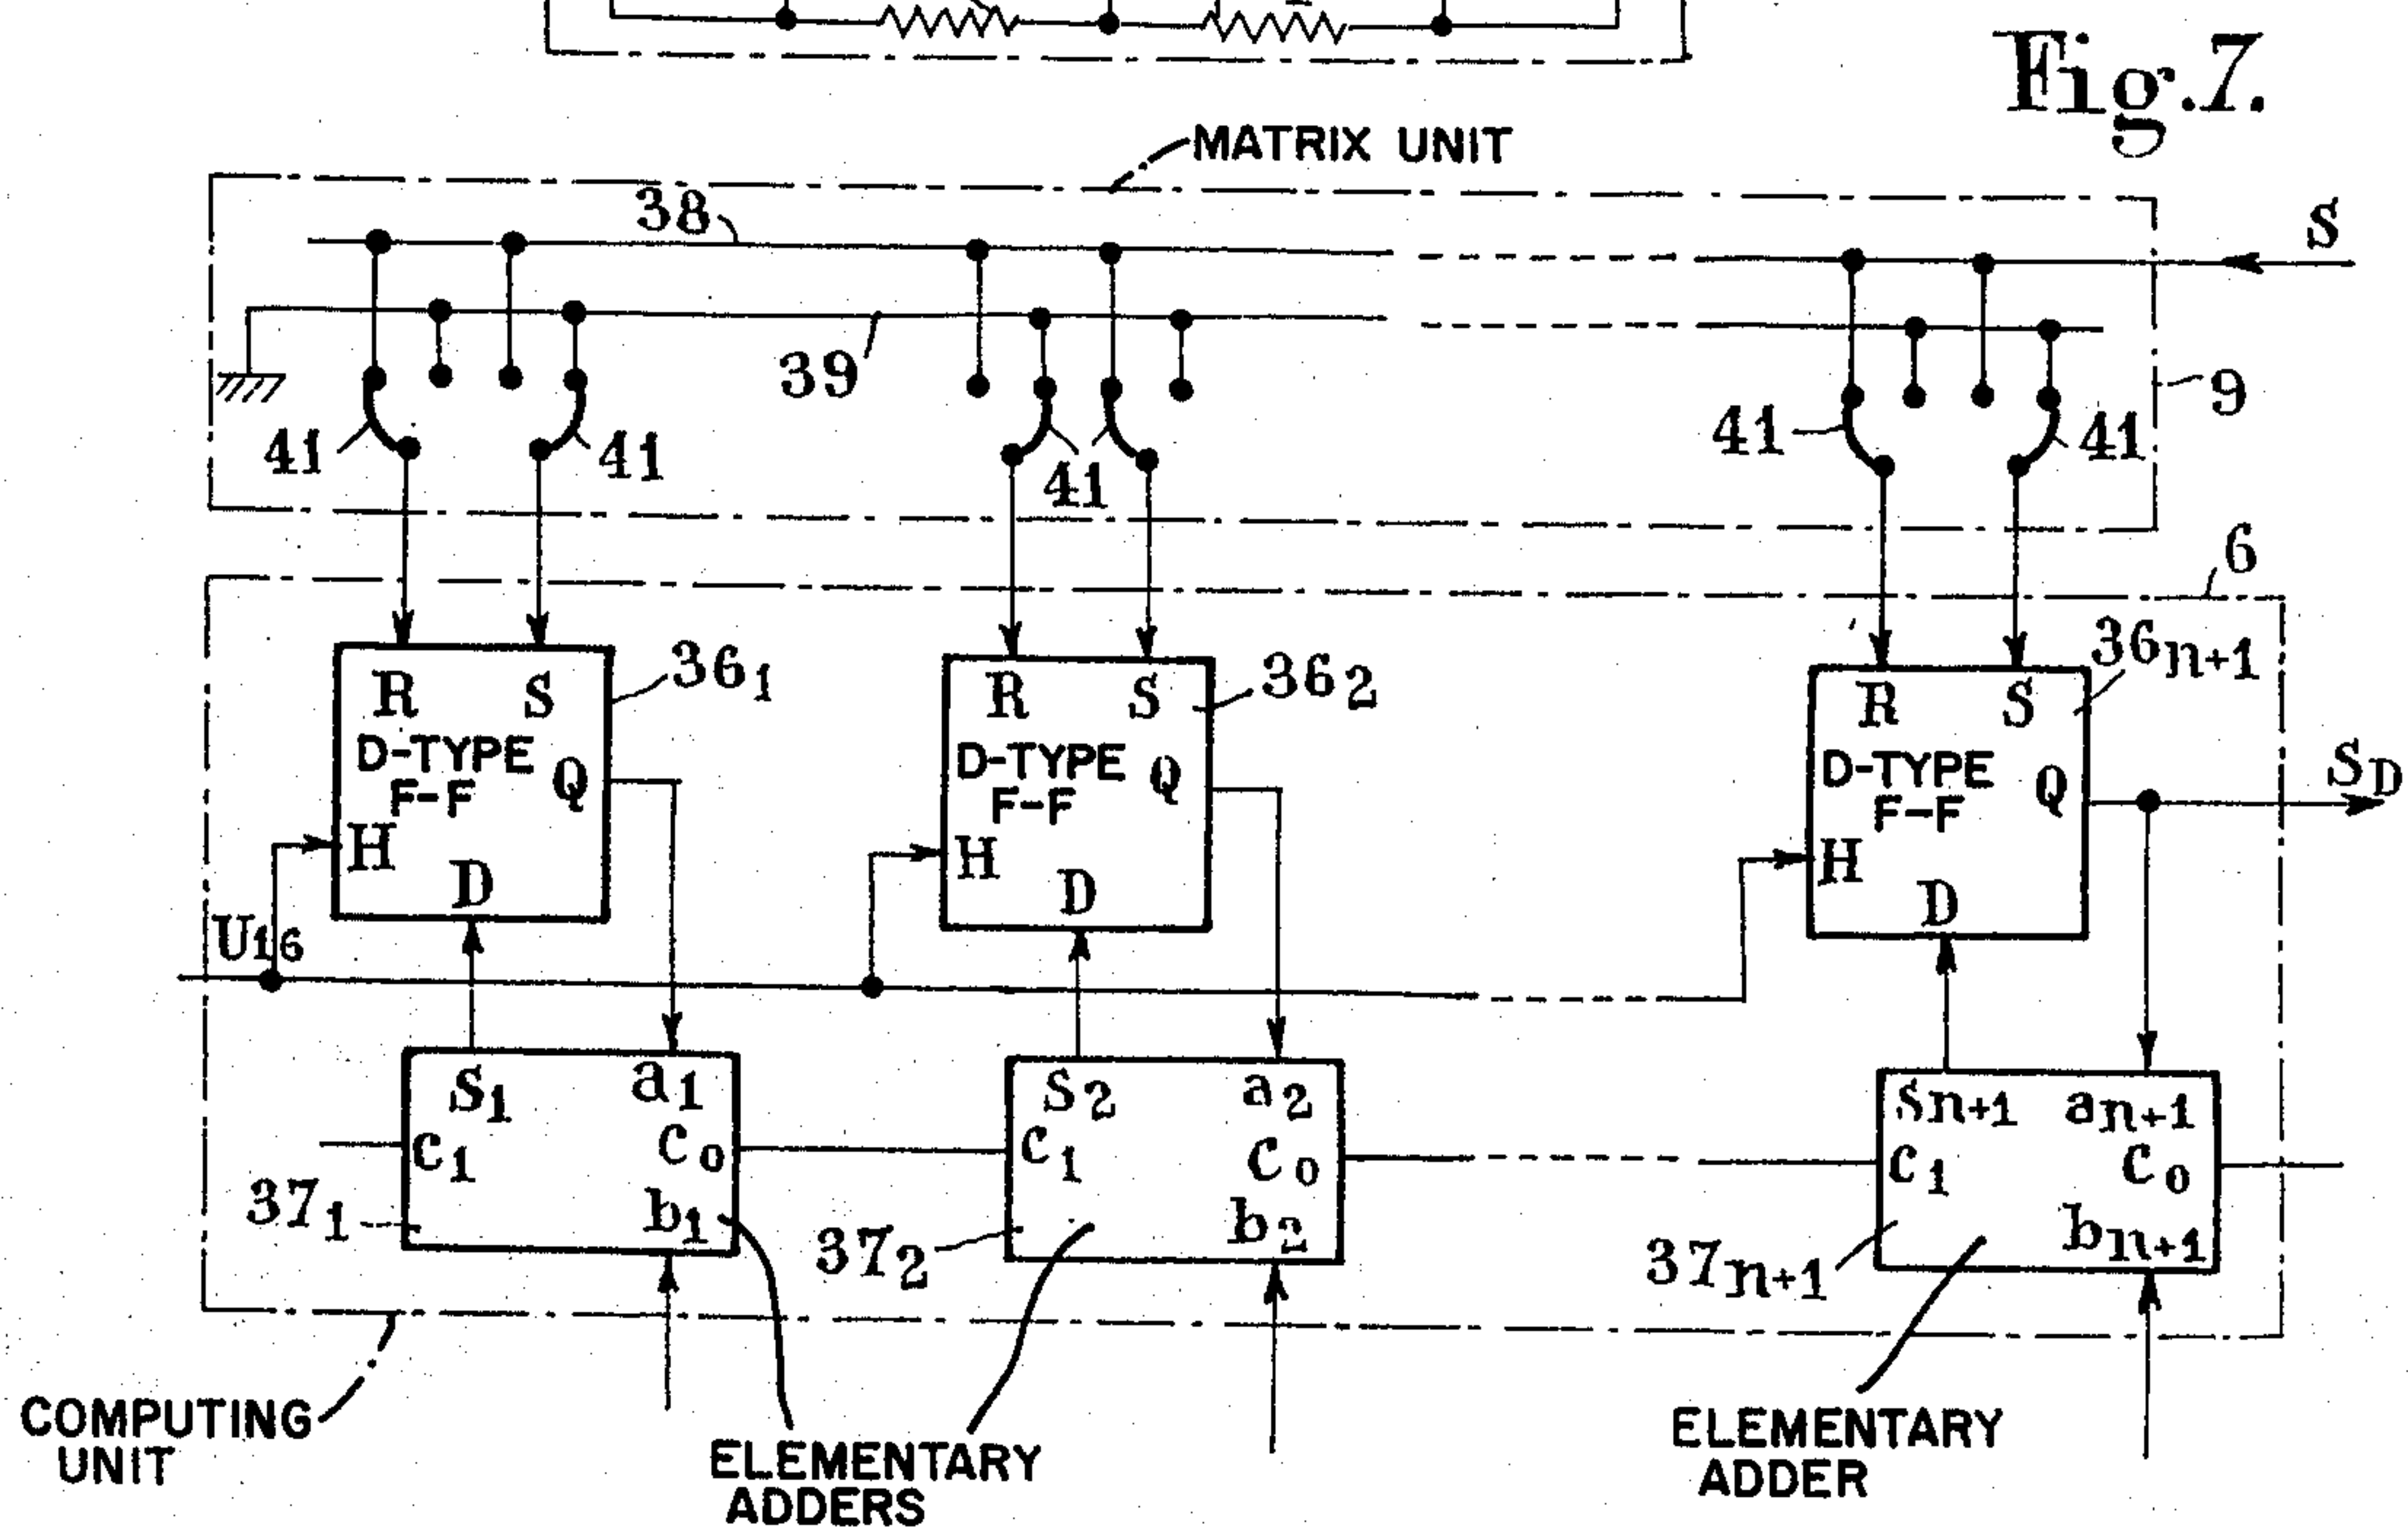 Fig.7.
MATRIX UNIT
38
S
39
9
41
41
41
41
41
6
36₁
36₂
36ₙ₊₁
R S
D-TYPE
F-F
Q
H
D
R S
D-TYPE
F-F
Q
H
D
R S
D-TYPE
F-F
Q
H
D
S_D
U₁₆
s₁ a₁
C₁ C₀
b₁
s₂ a₂
C₁ C₀
b₂
sₙ₊₁ aₙ₊₁
C₁ C₀
bₙ₊₁
37₁
37₂
37ₙ₊₁
COMPUTING
UNIT
ELEMENTARY
ADDERS
ELEMENTARY
ADDER